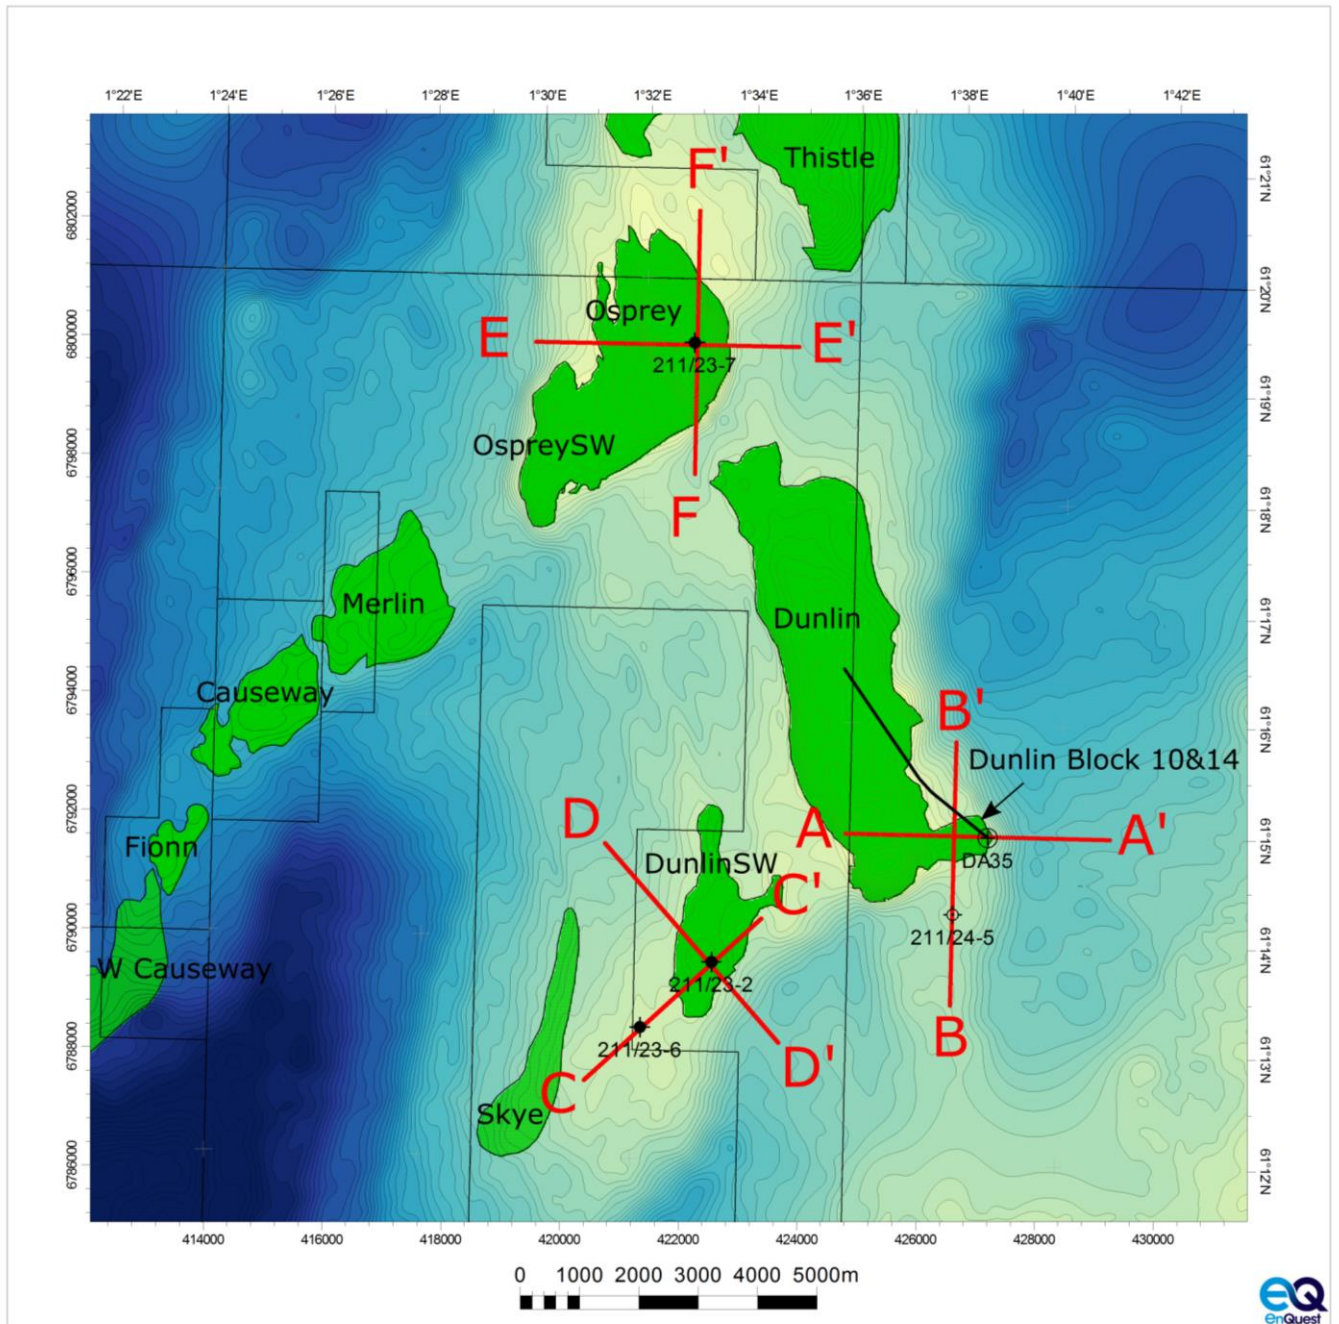 1°22'E 1°24'E 1°26'E 1°28'E 1°30'E 1°32'E 1°34'E 1°36'E 1°38'E 1°40'E 1°42'E
Thistle
F'
61°21'N
6802000
61°20'N
Osprey
6800000
E
E'
211/23-7
61°19'N
OspreySW
6798000
F
61°18'N
6796000
Merlin
Dunlin
61°17'N
6794000
Causeway
B'
61°16'N
Dunlin Block 10&14
6792000
D
A
A'
61°15'N
Fionn
DunlinSW
DA35
C'
6790000
211/24-5
61°14'N
W Causeway
211/23-2
6788000
211/23-6
B
D'
61°13'N
C
Skye
6786000
61°12'N
414000 416000 418000 420000 422000 424000 426000 428000 430000
0 1000 2000 3000 4000 5000m
eQ
EnQuest